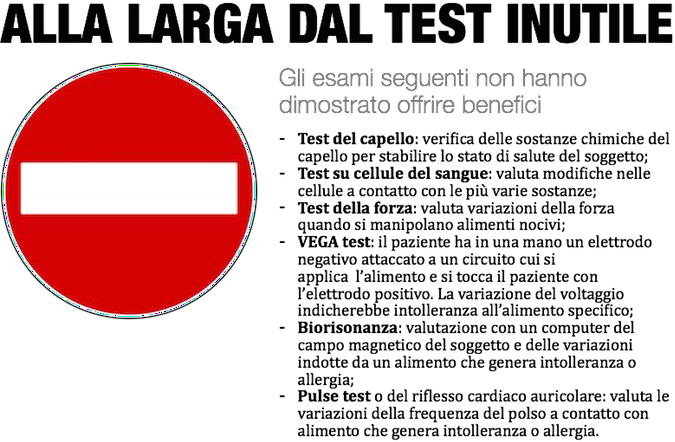 ALLA LARGA DAL TEST INUTILE
Gli esami seguenti non hanno
dimostrato offrire benefici
- Test del capello: verifica delle sostanze chimiche del
capello per stabilire lo stato di salute del soggetto;
- Test su cellule del sangue: valuta modifiche nelle
cellule a contatto con le più varie sostanze;
- Test della forza: valuta variazioni della forza
quando si manipolano alimenti nocivi;
- VEGA test: il paziente ha in una mano un elettrodo
negativo attaccato a un circuito cui si
applica l'alimento e si tocca il paziente con
l'elettrodo positivo. La variazione del voltaggio
indicherebbe intolleranza all'alimento specifico;
- Biorisonanza: valutazione con un computer del
campo magnetico del soggetto e delle variazioni
indotte da un alimento che genera intolleranza o
allergia;
- Pulse test o del riflesso cardiaco auricolare: valuta le
variazioni della frequenza del polso a contatto con
alimento che genera intolleranza o allergia.